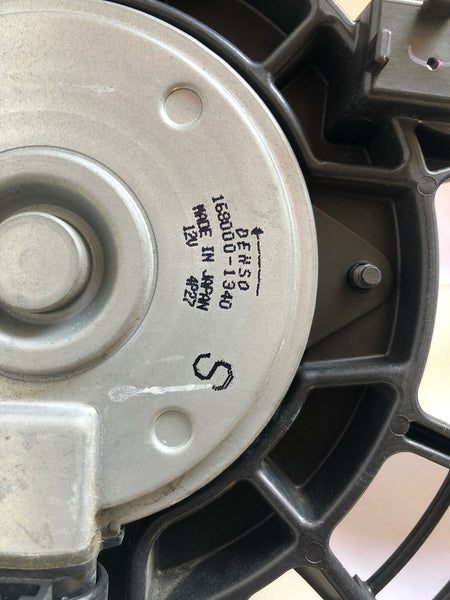 DENSO
168000-1340
MADE IN JAPAN
12V 4P27
S